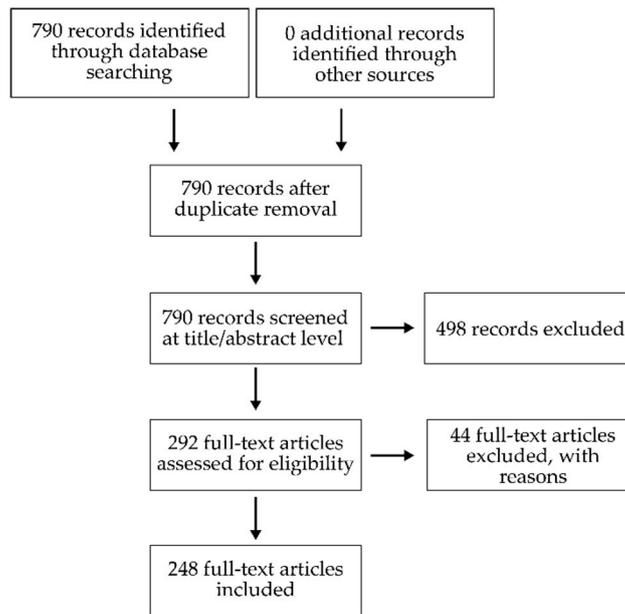 790 records identified
through database
searching
0 additional records
identified through
other sources
790 records after
duplicate removal
790 records screened
at title/abstract level
498 records excluded
292 full-text articles
assessed for eligibility
44 full-text articles
excluded, with
reasons
248 full-text articles
included